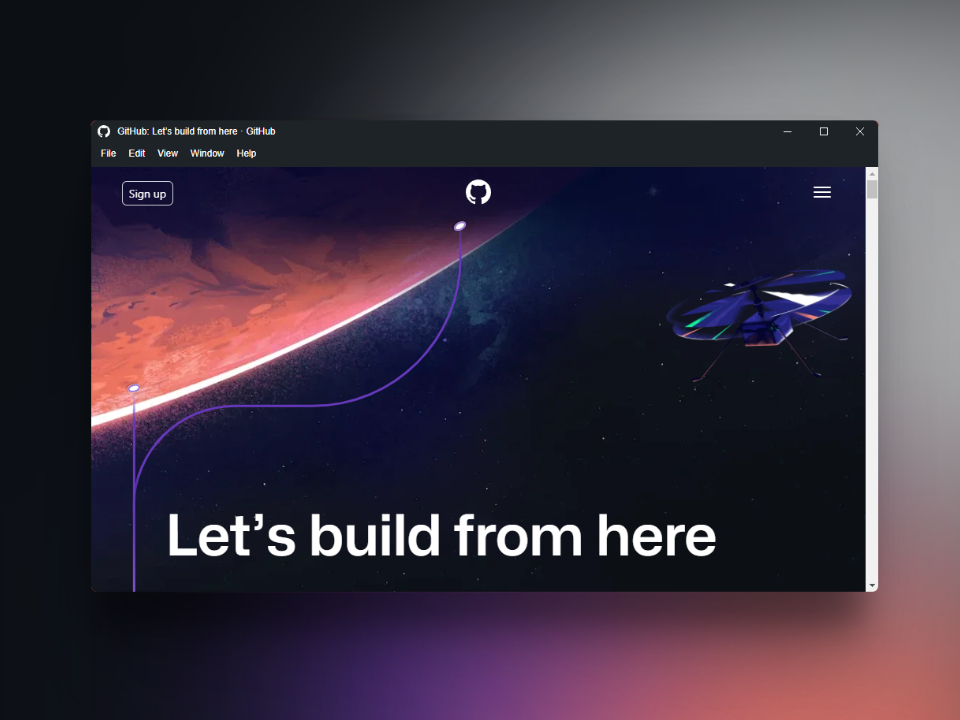 GitHub: Let's build from here · GitHub
File Edit View Window Help
Sign up
Let’s build from here